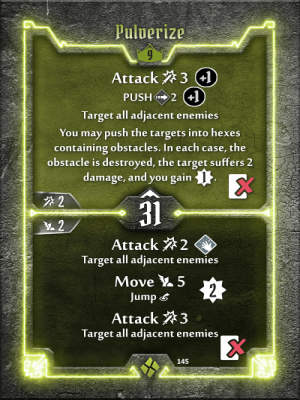 Pulverize
9
Attack 3 +1
PUSH 2 +1
Target all adjacent enemies
You may push the targets into hexes
containing obstacles. In each case, the
obstacle is destroyed, the target suffers 2
damage, and you gain 1.
2
31
2
Attack 2
Target all adjacent enemies
Move 5
Jump
2
Attack 3
Target all adjacent enemies
145